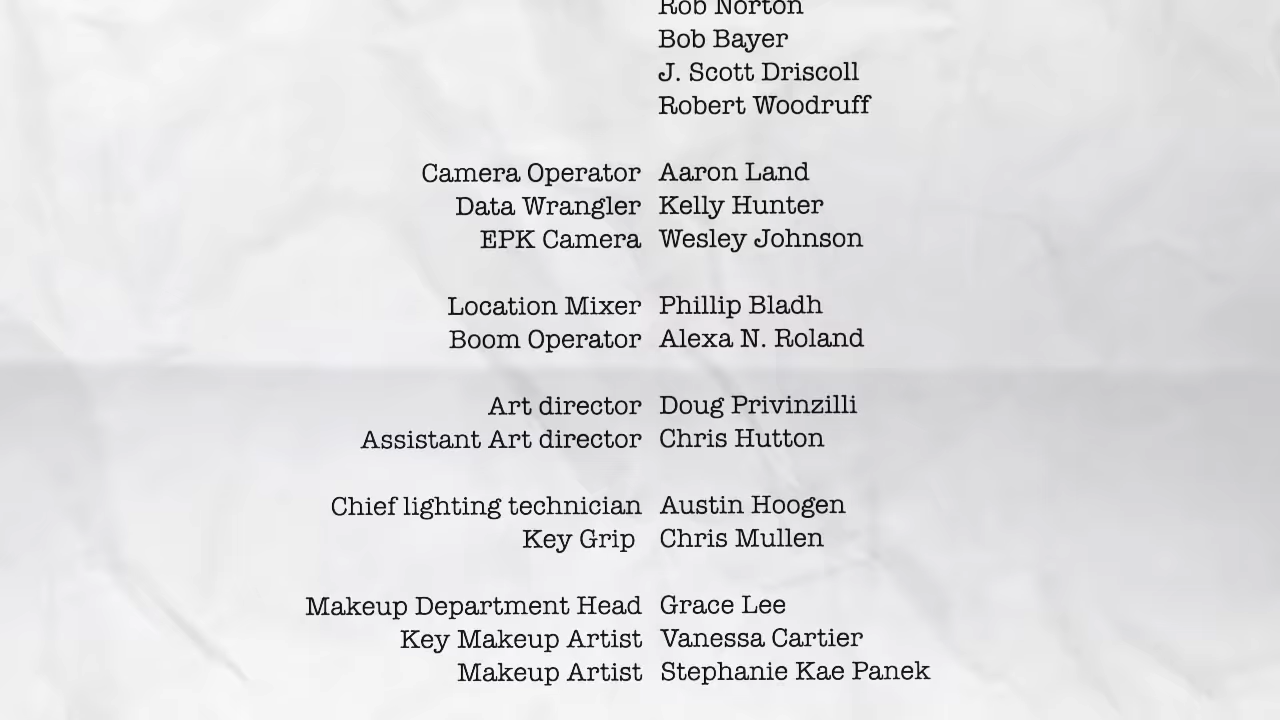 Rob Norton
Bob Bayer
J. Scott Driscoll
Robert Woodruff
Camera Operator Aaron Land
Data Wrangler Kelly Hunter
EPK Camera Wesley Johnson
Location Mixer Phillip Bladh
Boom Operator Alexa N. Roland
Art director Doug Privinzilli
Assistant Art director Chris Hutton
Chief lighting technician Austin Hoogen
Key Grip Chris Mullen
Makeup Department Head Grace Lee
Key Makeup Artist Vanessa Cartier
Makeup Artist Stephanie Kae Panek